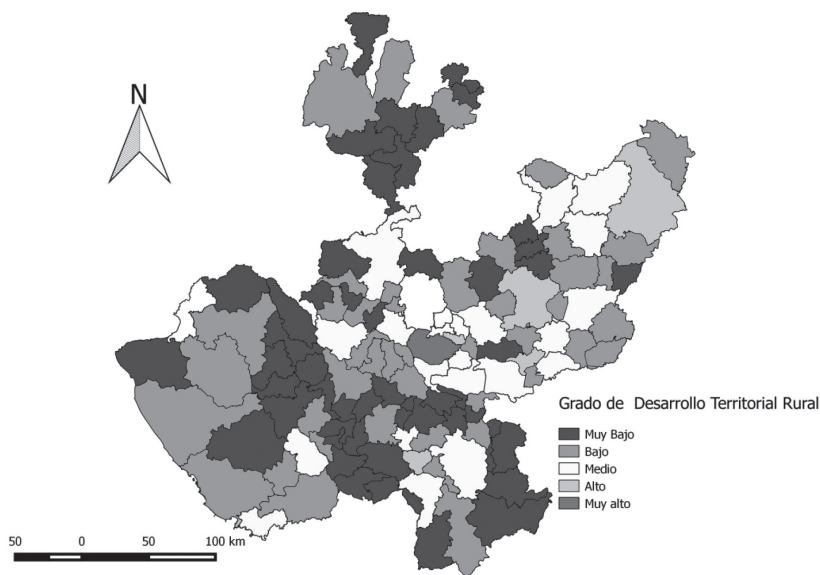 N
Grado de Desarrollo Territorial Rural
Muy Bajo
Bajo
Medio
Alto
Muy alto
50 0 50 100 km